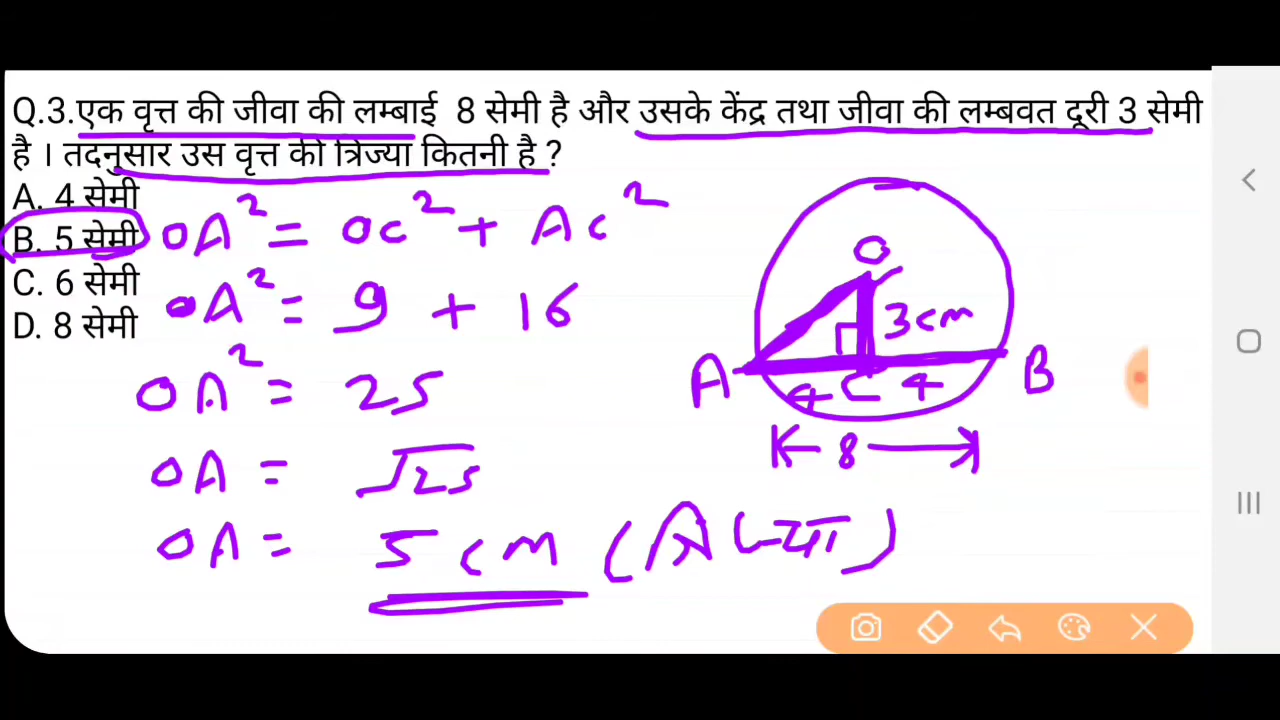 Q.3.एक वृत्त की जीवा की लम्बाई 8 सेमी है और उसके केंद्र तथा जीवा की लम्बवत दूरी 3 सेमी
है । तदनुसार उस वृत्त की त्रिज्या कितनी है ?
A. 4 सेमी
B. 5 सेमी
C. 6 सेमी
D. 8 सेमी
OA² = OC² + AC²
OA² = 9 + 16
OA² = 25
OA = √25
OA = 5 cm (त्रिज्या)
O
3cm
A
4 C 4
B
8